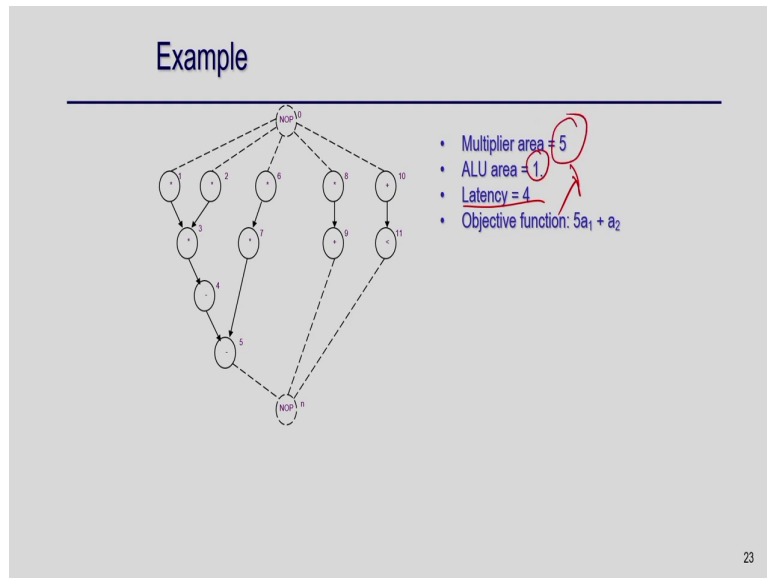 Example
NOP 0
* 1
* 2
* 6
* 8
+ 10
* 3
* 7
+ 9
< 11
- 4
- 5
NOP n
• Multiplier area = 5
• ALU area = 1.
• Latency = 4
• Objective function: 5a₁ + a₂
23